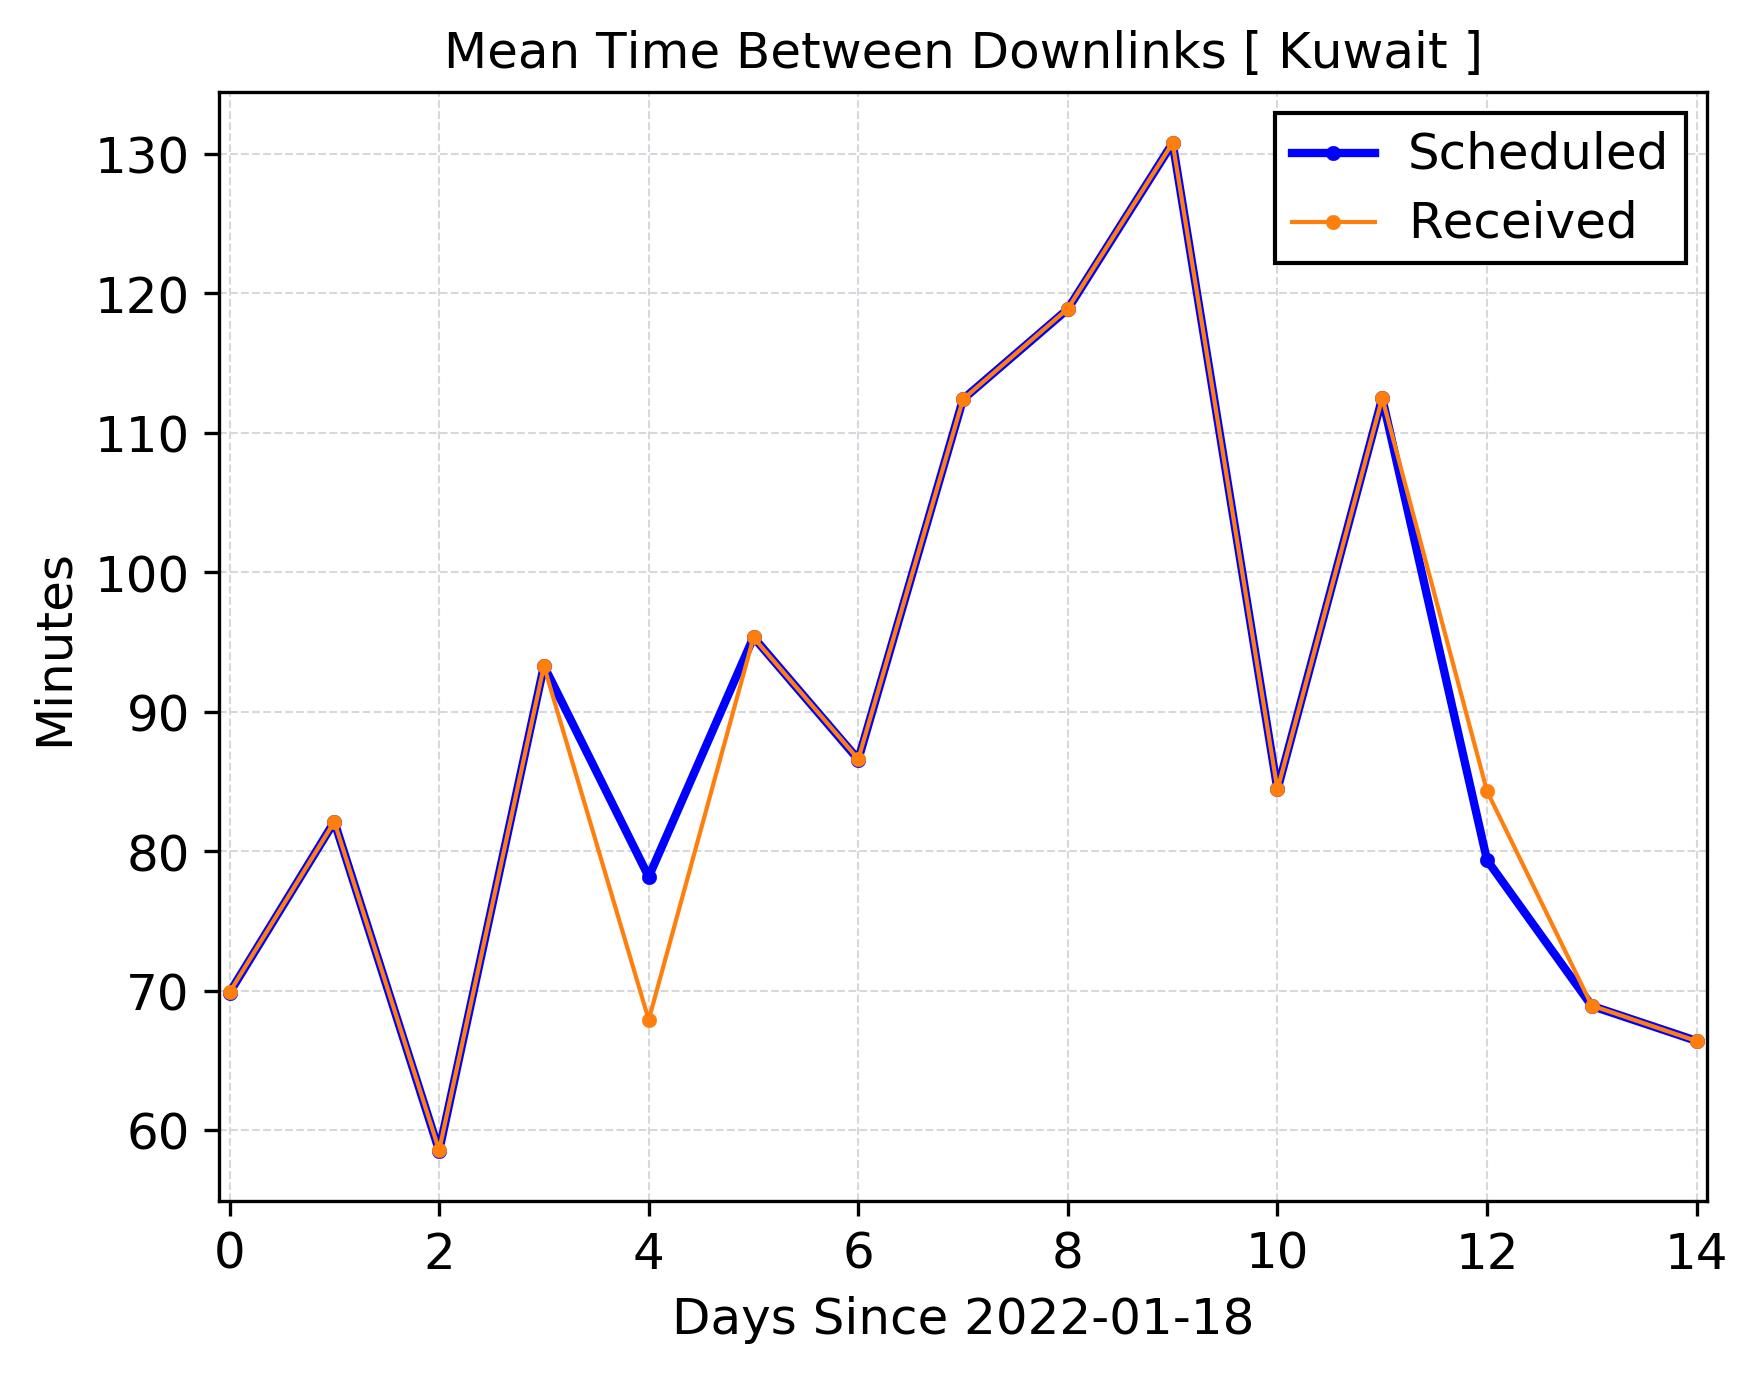 Mean Time Between Downlinks [ Kuwait ]
Scheduled
Received
130
120
110
100
90
80
70
60
Minutes
0 2 4 6 8 10 12 14
Days Since 2022-01-18